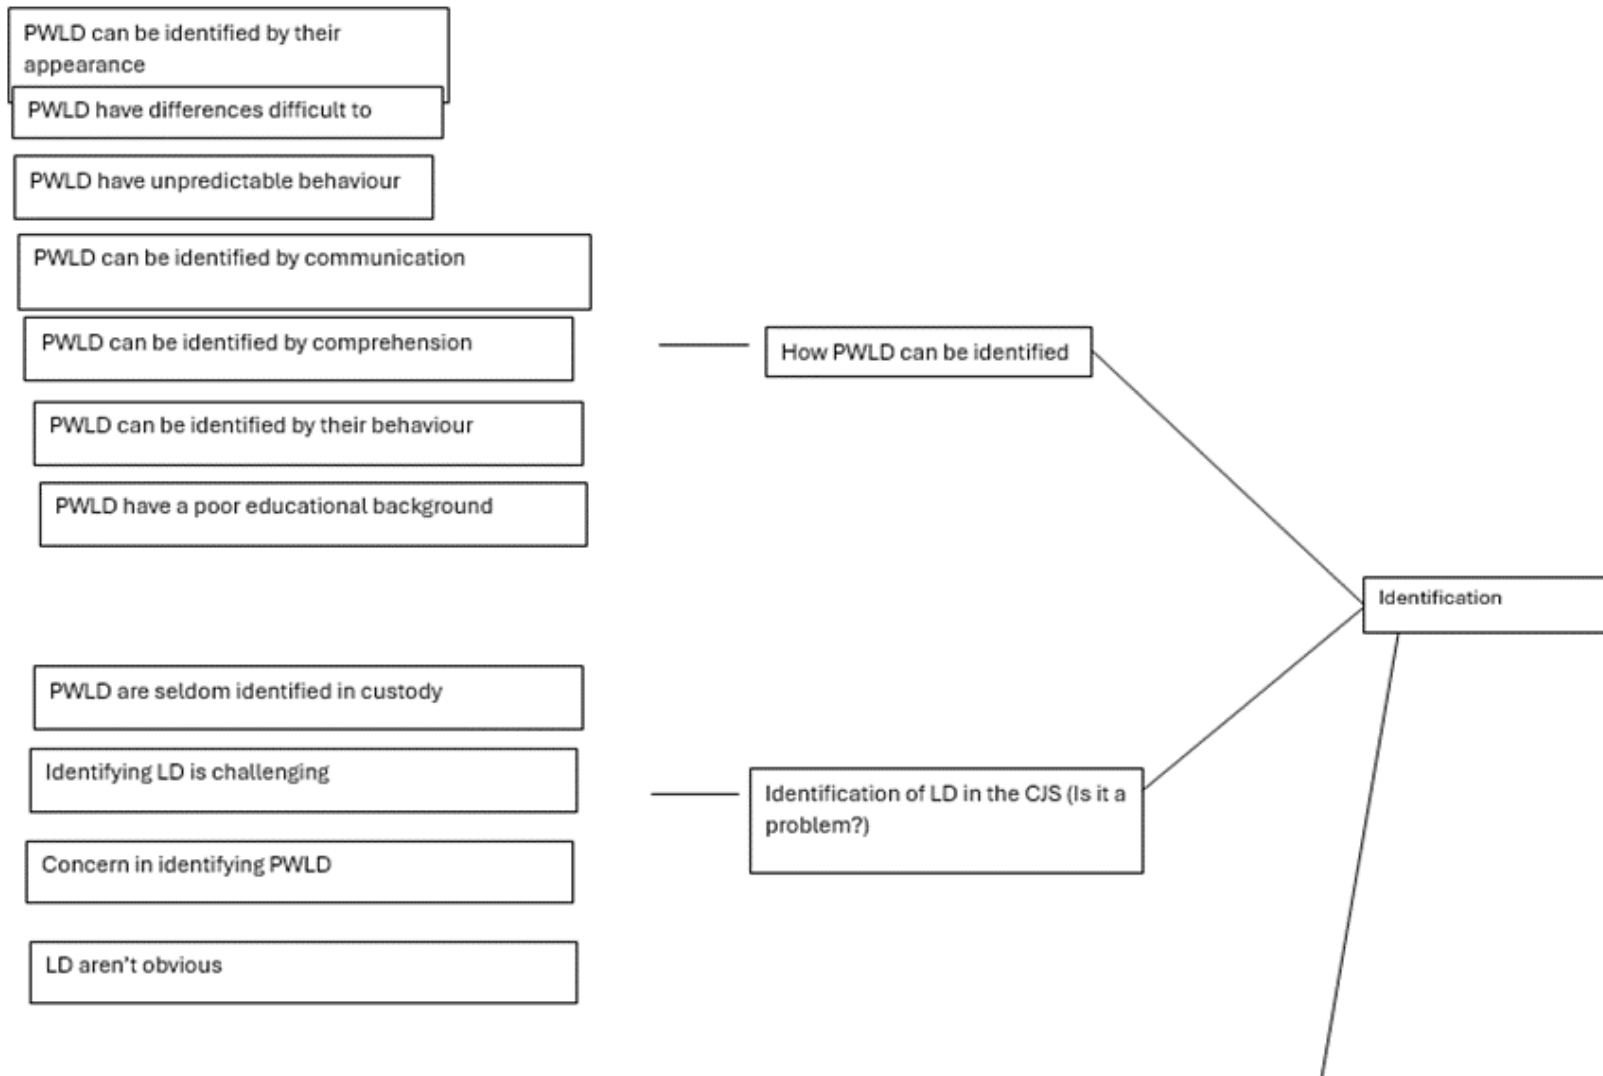 PWLD can be identified by their
appearance
PWLD have differences difficult to
PWLD have unpredictable behaviour
PWLD can be identified by communication
PWLD can be identified by comprehension
PWLD can be identified by their behaviour
PWLD have a poor educational background
How PWLD can be identified
Identification
PWLD are seldom identified in custody
Identifying LD is challenging
Concern in identifying PWLD
LD aren't obvious
Identification of LD in the CJS (Is it a
problem?)